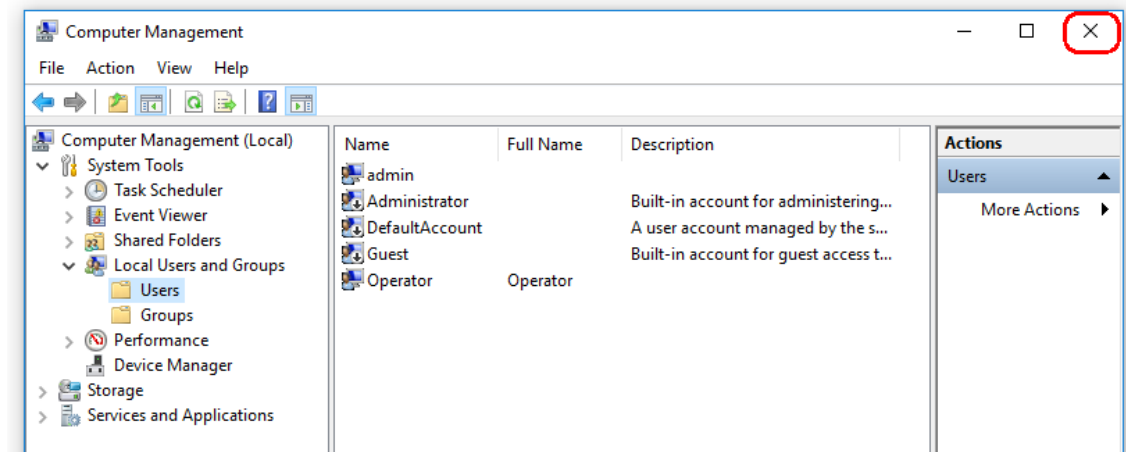 Computer Management
File Action View Help
Computer Management (Local)
System Tools
Task Scheduler
Event Viewer
Shared Folders
Local Users and Groups
Users
Groups
Performance
Device Manager
Storage
Services and Applications
Name Full Name Description
admin
Administrator Built-in account for administering...
DefaultAccount A user account managed by the s...
Guest Built-in account for guest access t...
Operator Operator
Actions
Users
More Actions